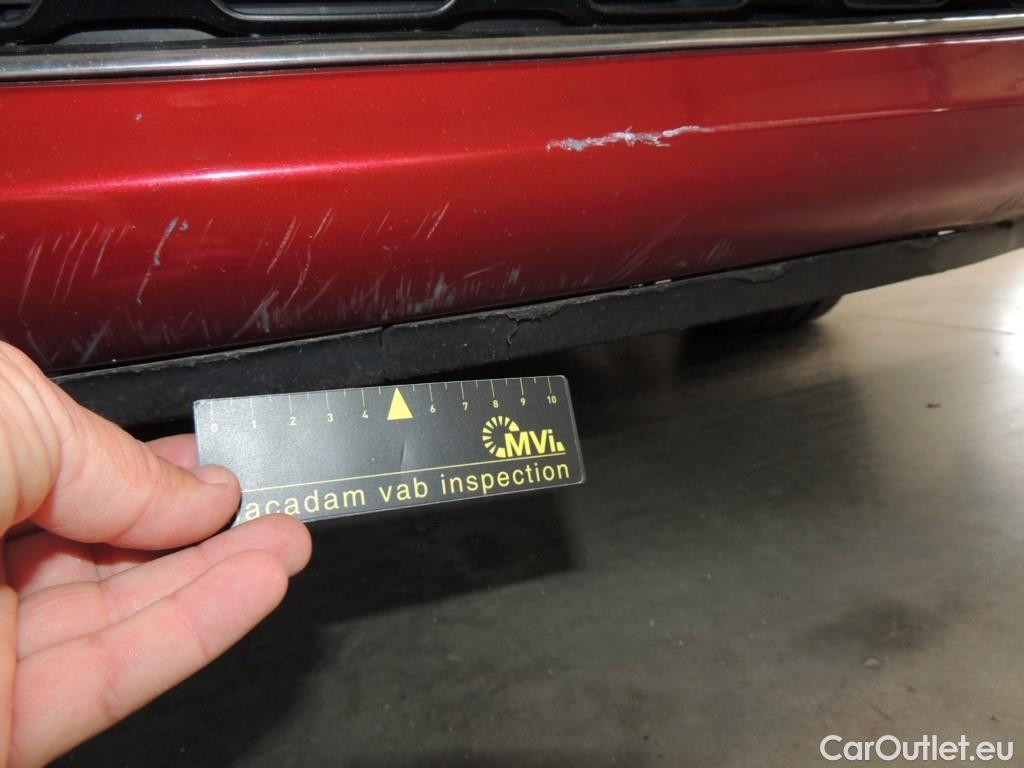 0 1 2 3 4 6 7 8 9 10
MVi.
acadam vab inspection
CarOutlet.eu